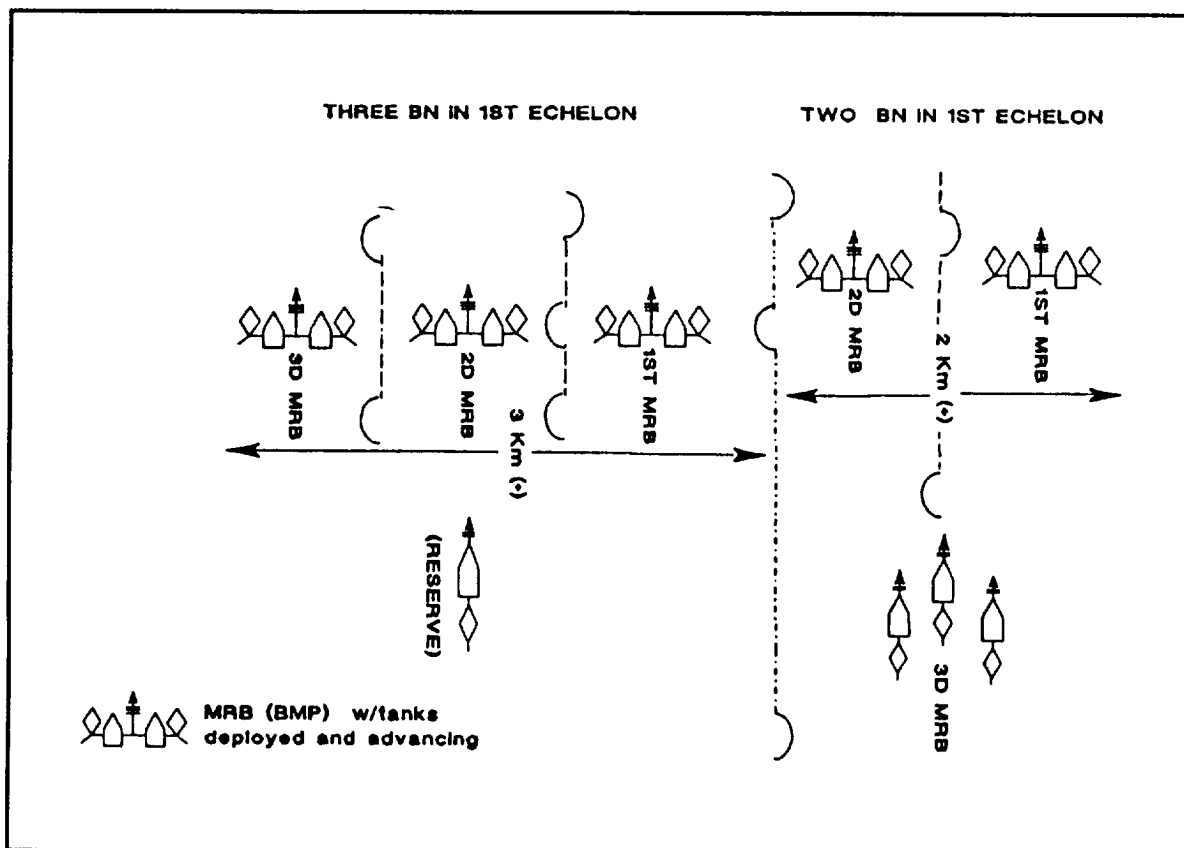 THREE BN IN 1ST ECHELON
TWO BN IN 1ST ECHELON
3D MRB
2D MRB
1ST MRB
3 Km (+)
(RESERVE)
2D MRB
1ST MRB
2 Km (+)
3D MRB
MRB (BMP) w/tanks
deployed and advancing